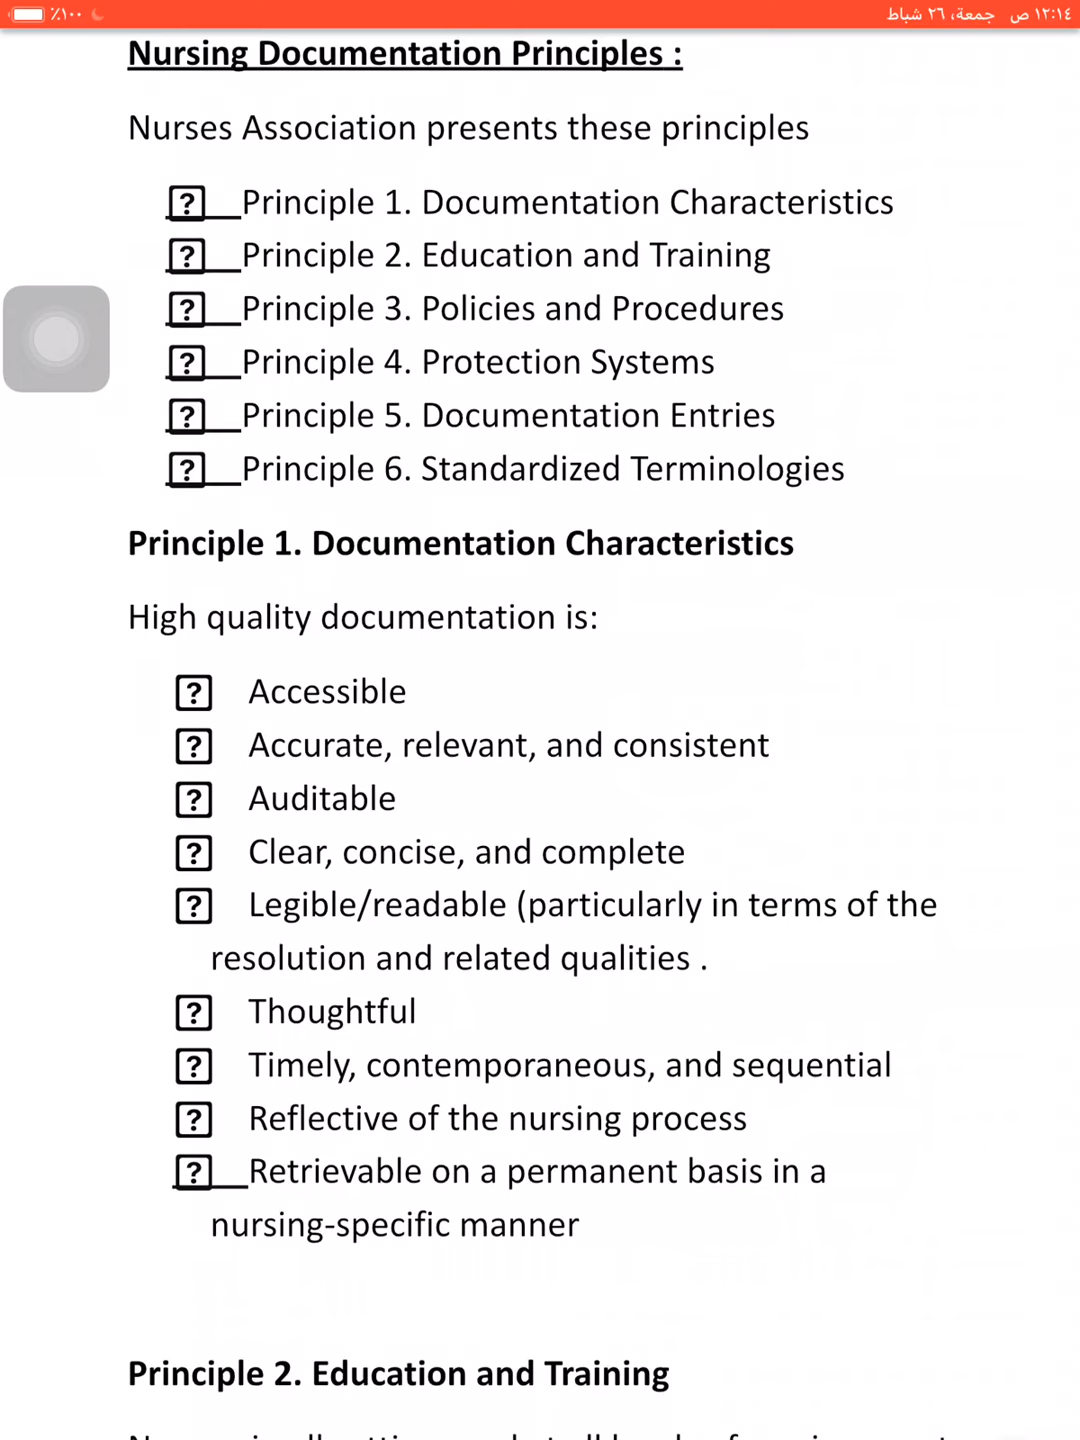 ٪١٠٠
١٢:١٤ ص جمعة، ٢٦ شباط
Nursing Documentation Principles :
Nurses Association presents these principles
Principle 1. Documentation Characteristics
Principle 2. Education and Training
Principle 3. Policies and Procedures
Principle 4. Protection Systems
Principle 5. Documentation Entries
Principle 6. Standardized Terminologies
Principle 1. Documentation Characteristics
High quality documentation is:
? Accessible
? Accurate, relevant, and consistent
? Auditable
? Clear, concise, and complete
? Legible/readable (particularly in terms of the
resolution and related qualities .
? Thoughtful
? Timely, contemporaneous, and sequential
? Reflective of the nursing process
? Retrievable on a permanent basis in a
nursing-specific manner
Principle 2. Education and Training